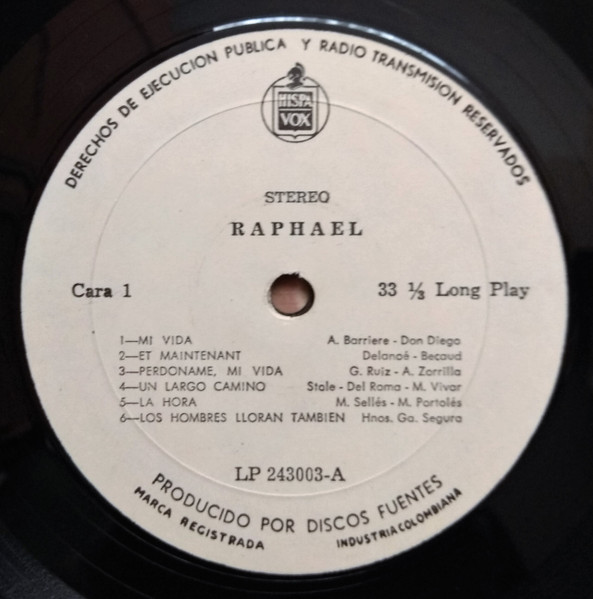 DERECHOS DE EJECUCION PUBLICA Y RADIO TRANSMISION RESERVADOS
HISPA
VOX
STEREO
RAPHAEL
Cara 1
33 ⅓ Long Play
1—MI VIDA A. Barriere - Don Diego
2—ET MAINTENANT Delanoé - Becaud
3—PERDONAME, MI VIDA G. Ruiz - A. Zorrilla
4—UN LARGO CAMINO Stole - Del Roma - M. Vivar
5—LA HORA M. Sellés - M. Portolés
6—LOS HOMBRES LLORAN TAMBIEN Hnos. Ga. Segura
LP 243003-A
PRODUCIDO POR DISCOS FUENTES
MARCA REGISTRADA INDUSTRIA COLOMBIANA